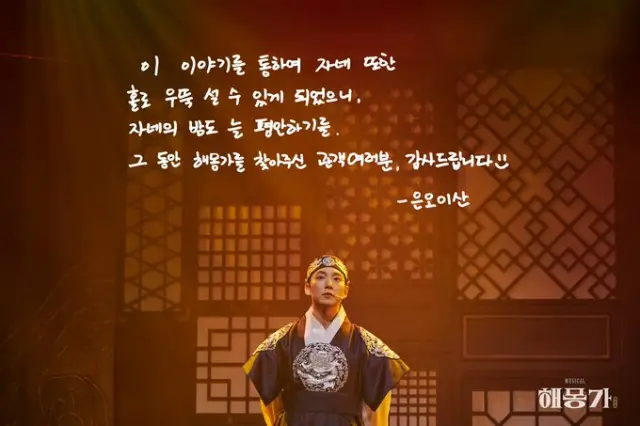 이 이야기를 통하여 자네 또한
홀로 우뚝 설 수 있게 되었으니,
자네의 밤도 늘 평안하기를.
그 동안 해몽가를 찾아주신 관객여러분, 감사드립니다
-은오이산
MUSICAL
해몽가